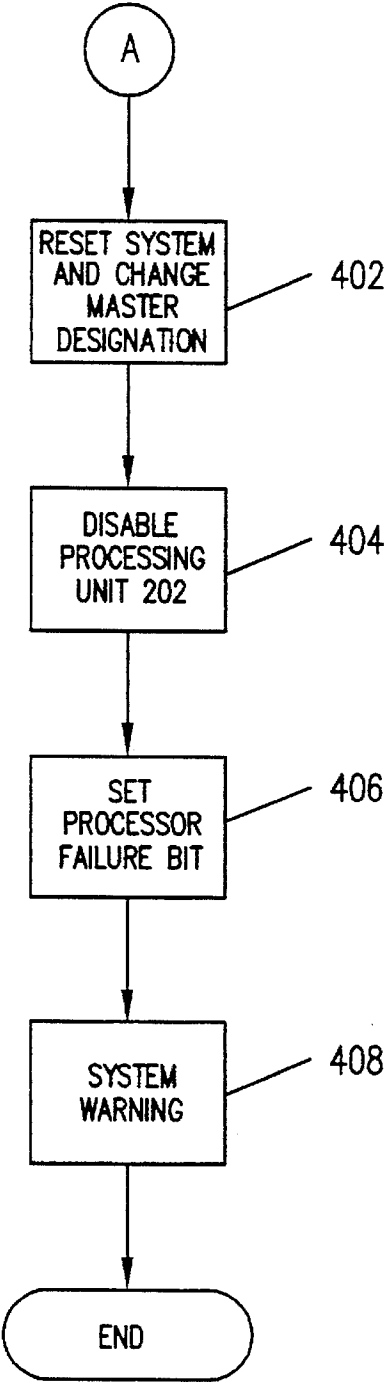 A
RESET SYSTEM
AND CHANGE
MASTER
DESIGNATION
402
DISABLE
PROCESSING
UNIT 202
404
SET
PROCESSOR
FAILURE BIT
406
SYSTEM
WARNING
408
END